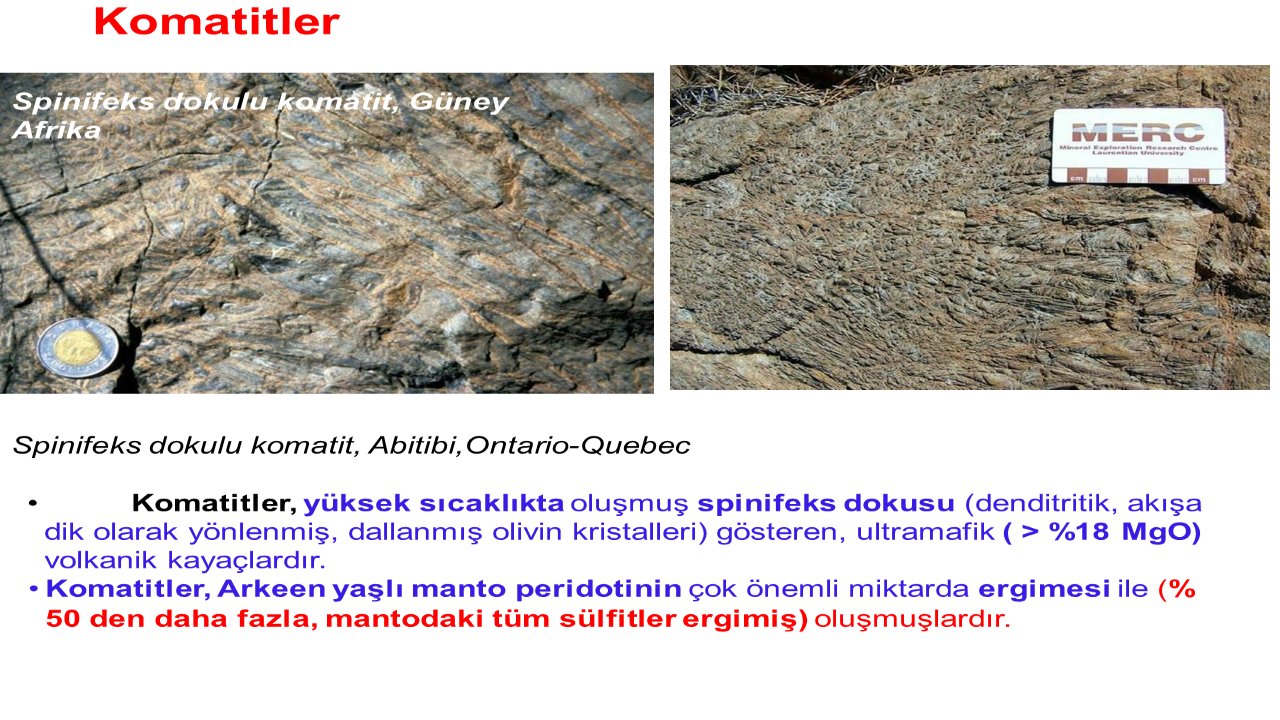 Komatitler
Spinifeks dokulu komatit, Güney
Afrika
MERC
Mineral Exploration Research Centre
Laurentian University
cm
cm
Spinifeks dokulu komatit, Abitibi,Ontario-Quebec
• Komatitler, yüksek sıcaklıkta oluşmuş spinifeks dokusu (denditritik, akışa
dik olarak yönlenmiş, dallanmış olivin kristalleri) gösteren, ultramafik ( > %18 MgO)
volkanik kayaçlardır.
• Komatitler, Arkeen yaşlı manto peridotinin çok önemli miktarda ergimesi ile (%
50 den daha fazla, mantodaki tüm sülfitler ergimiş) oluşmuşlardır.